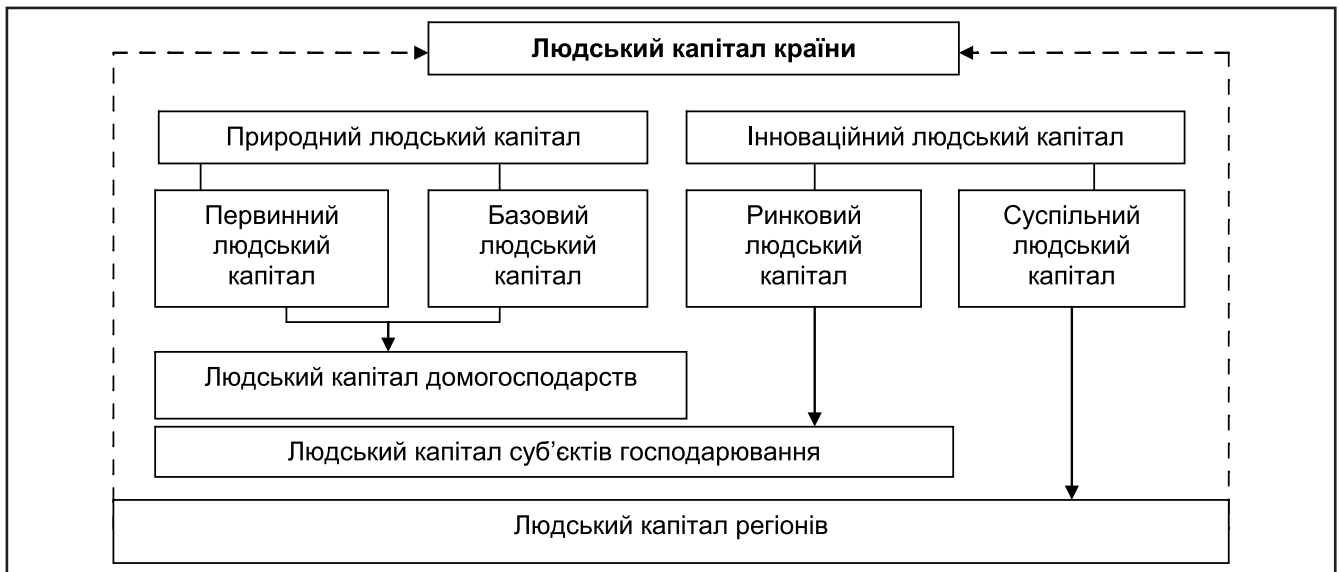 Людський капітал країни
Природний людський капітал
Інноваційний людський капітал
Первинний
людський
капітал
Базовий
людський
капітал
Ринковий
людський
капітал
Суспільний
людський
капітал
Людський капітал домогосподарств
Людський капітал суб’єктів господарювання
Людський капітал регіонів